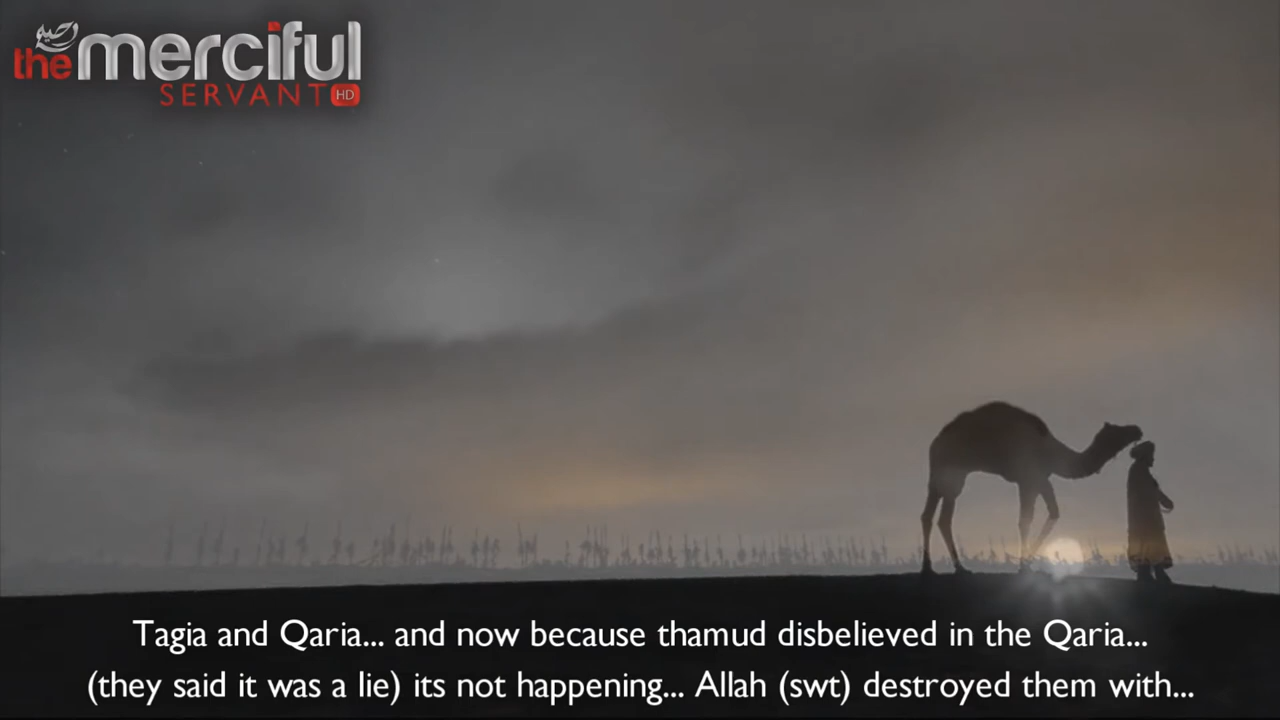 the merciful
SERVANT HD
Tagia and Qaria... and now because thamud disbelieved in the Qaria...
(they said it was a lie) its not happening... Allah (swt) destroyed them with...